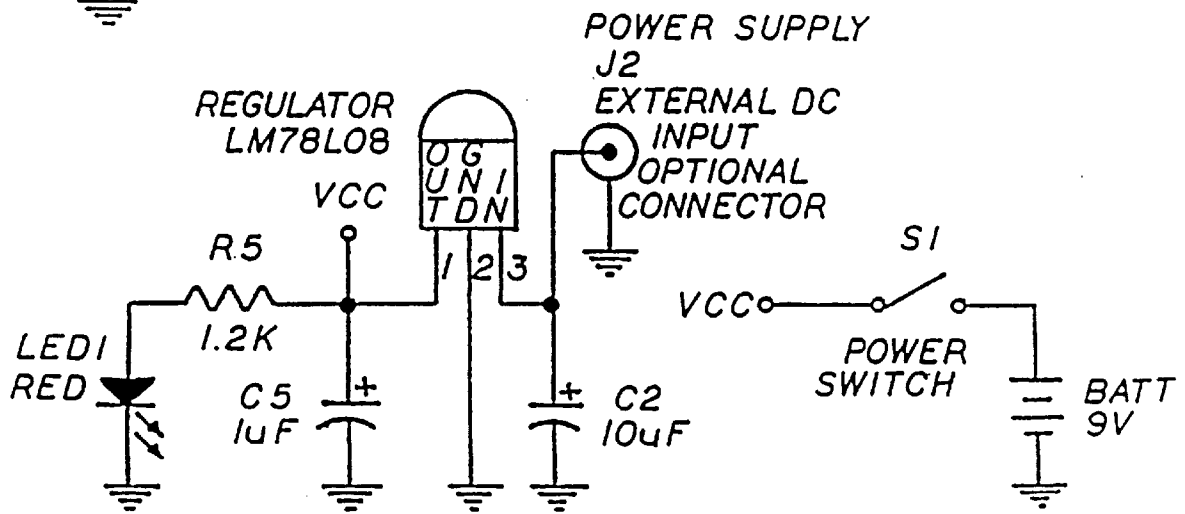 POWER SUPPLY
J2
EXTERNAL DC
INPUT
OPTIONAL
CONNECTOR
REGULATOR
LM78L08
O G
U N I
T D N
VCC
1 2 3
R5
1.2K
LED1
RED
C5
1uF
+
+
C2
10uF
S1
VCC
POWER
SWITCH
BATT
9V